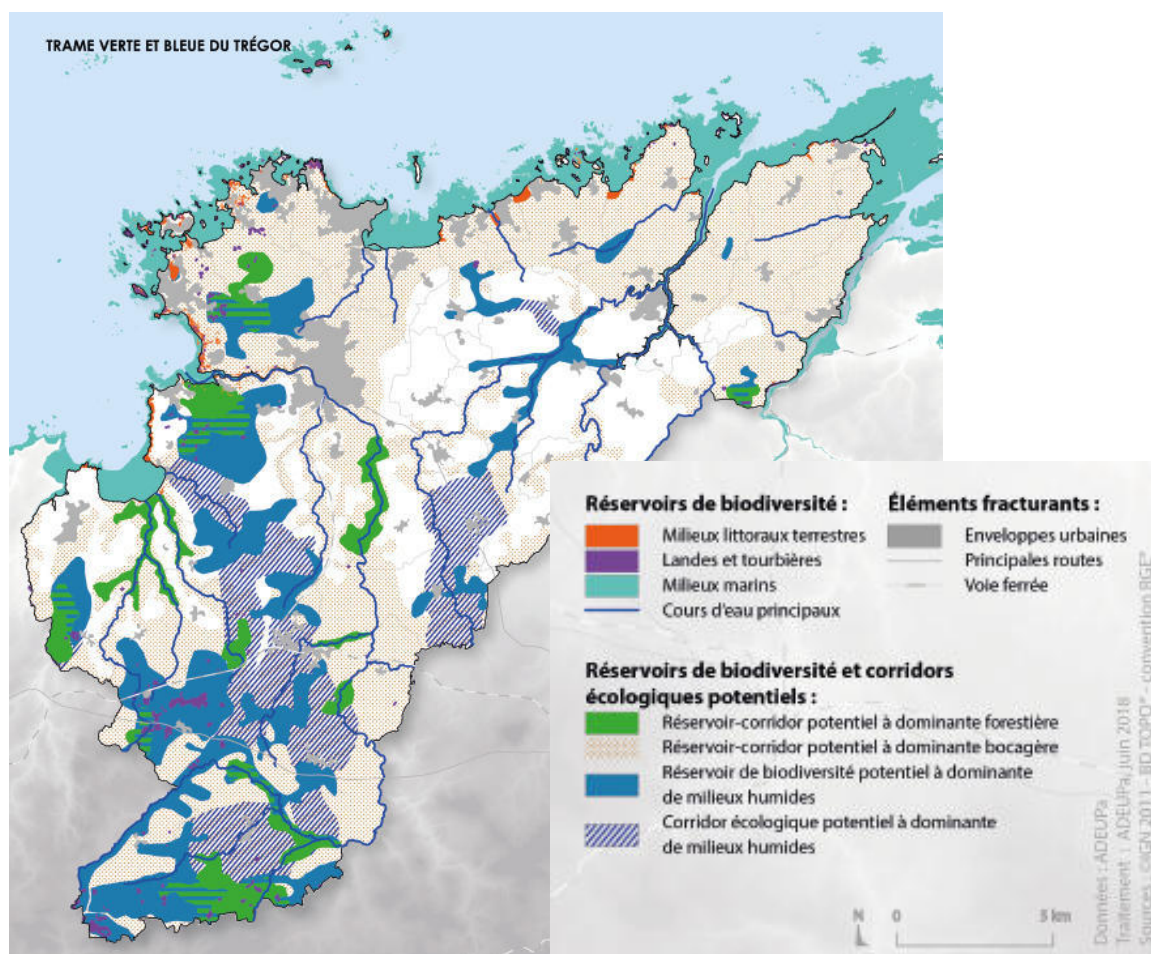 TRAME VERTE ET BLEUE DU TRÉGOR
Réservoirs de biodiversité :
Milieux littoraux terrestres
Landes et tourbières
Milieux marins
Cours d'eau principaux
Éléments fracturants :
Enveloppes urbaines
Principales routes
Voie ferrée
Réservoirs de biodiversité et corridors
écologiques potentiels :
Réservoir-corridor potentiel à dominante forestière
Réservoir-corridor potentiel à dominante bocagère
Réservoir de biodiversité potentiel à dominante
de milieux humides
Corridor écologique potentiel à dominante
de milieux humides
N 0 5 km
Données : ADEUPa
Traitement : ADEUPa, Juin 2018
Sources : ©IGN 2011 - BD TOPO® - convention BGE®